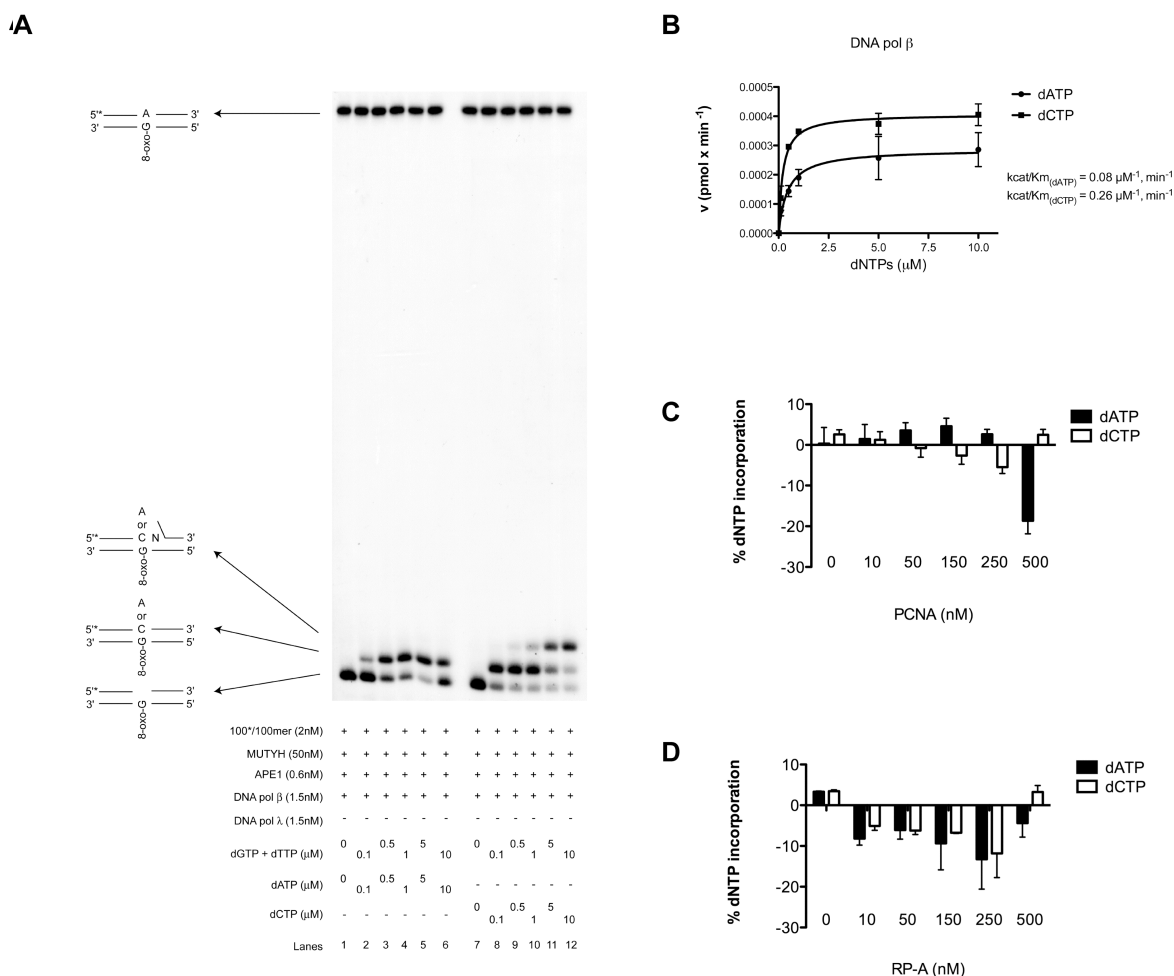 A
5'* A 3'
3' 5'
8-oxo-G
A
or
5'* C N 3'
3' 5'
8-oxo-G
A
or
5'* C 3'
3' 5'
8-oxo-G
5'* 3'
3' 5'
8-oxo-G
100*/100mer (2nM) + + + + + + + + + + + +
MUTYH (50nM) + + + + + + + + + + + +
APE1 (0.6nM) + + + + + + + + + + + +
DNA pol β (1.5nM) + + + + + + + + + + + +
DNA pol λ (1.5nM) - - - - - - - - - - - -
dGTP + dTTP (μM) 0 0.1 0.5 1 5 10 0 0.1 0.5 1 5 10
dATP (μM) 0 0.1 0.5 1 5 10 - - - - - -
dCTP (μM) - - - - - - 0 0.1 0.5 1 5 10
Lanes 1 2 3 4 5 6 7 8 9 10 11 12
B
DNA pol β
v (pmol x min -1)
0.0005
0.0004
0.0003
0.0002
0.0001
0.0000
0.0 2.5 5.0 7.5 10.0
dNTPs (μM)
dATP
dCTP
kcat/Km(dATP) = 0.08 μM-1, min-1
kcat/Km(dCTP) = 0.26 μM-1, min-1
C
% dNTP incorporation
10
0
-10
-20
-30
0 10 50 150 250 500
PCNA (nM)
dATP
dCTP
D
% dNTP incorporation
10
0
-10
-20
-30
0 10 50 150 250 500
RP-A (nM)
dATP
dCTP